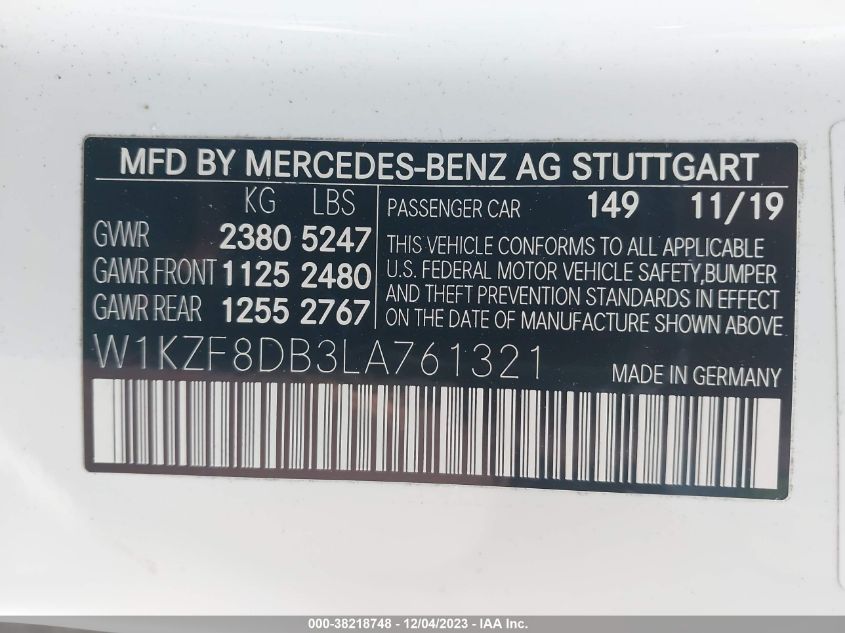 MFD BY MERCEDES-BENZ AG STUTTGART
KG LBS
GVWR 2380 5247
GAWR FRONT 1125 2480
GAWR REAR 1255 2767
PASSENGER CAR 149 11/19
THIS VEHICLE CONFORMS TO ALL APPLICABLE
U.S. FEDERAL MOTOR VEHICLE SAFETY,BUMPER
AND THEFT PREVENTION STANDARDS IN EFFECT
ON THE DATE OF MANUFACTURE SHOWN ABOVE
W1KZF8DB3LA761321
MADE IN GERMANY
000-38218748 - 12/04/2023 - IAA Inc.